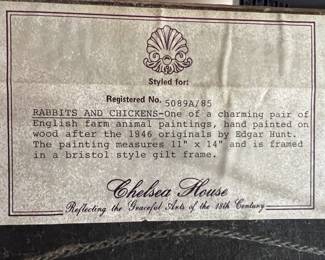 Styled for:
Registered No. 5089A/85
RABBITS AND CHICKENS-One of a charming pair of
English farm animal paintings, hand painted on
wood after the 1846 originals by Edgar Hunt.
The painting measures 11" x 14" and is framed
in a bristol style gilt frame.
Chelsea House
Reflecting the Graceful Arts of the 18th Century